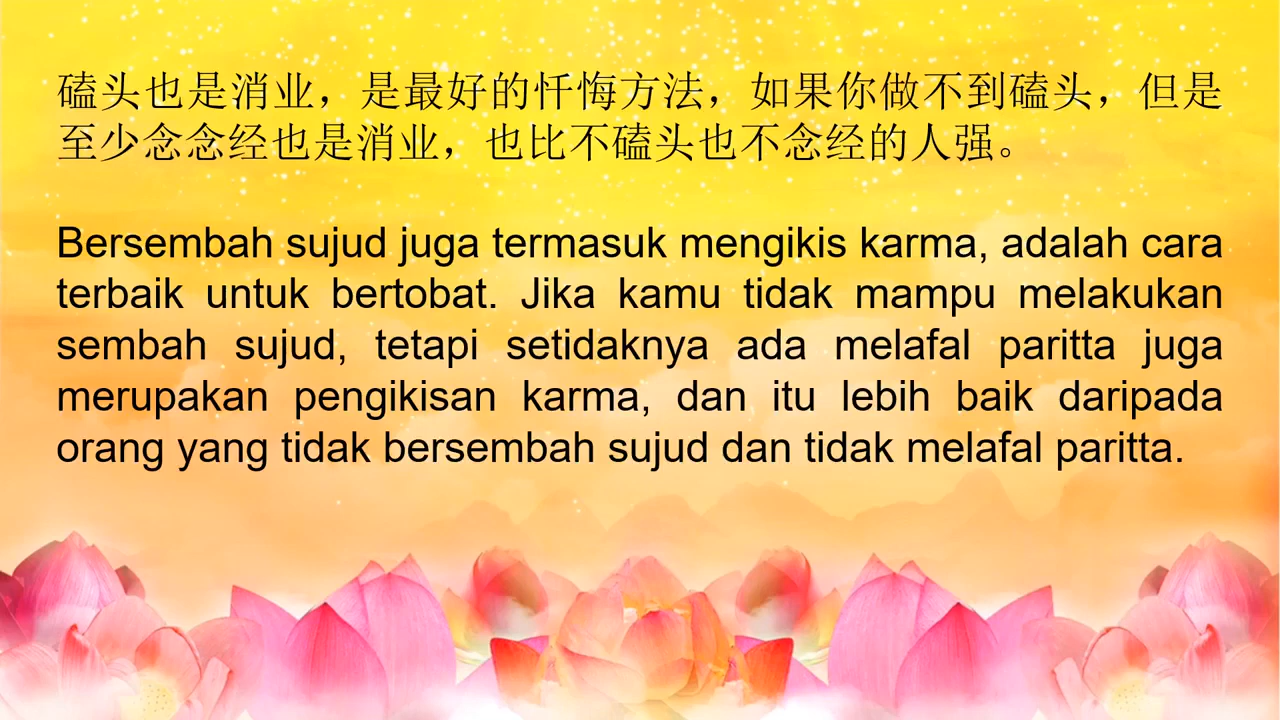 磕头也是消业，是最好的忏悔方法，如果你做不到磕头，但是
至少念念经也是消业，也比不磕头也不念经的人强。
Bersembah sujud juga termasuk mengikis karma, adalah cara
terbaik untuk bertobat. Jika kamu tidak mampu melakukan
sembah sujud, tetapi setidaknya ada melafal paritta juga
merupakan pengikisan karma, dan itu lebih baik daripada
orang yang tidak bersembah sujud dan tidak melafal paritta.